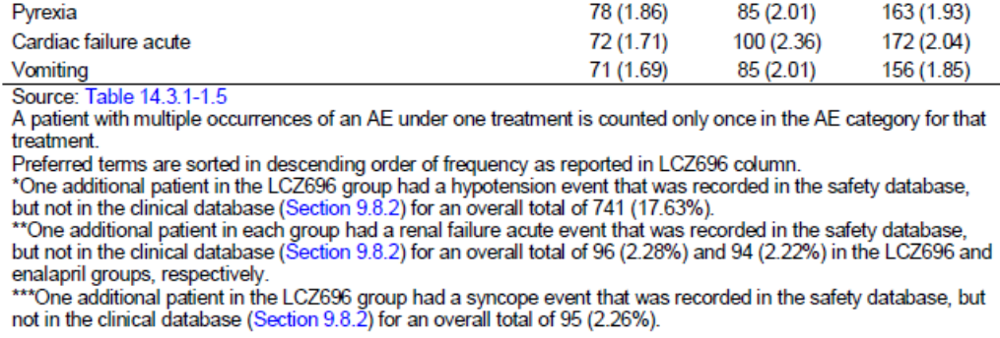 Pyrexia 78 (1.86) 85 (2.01) 163 (1.93)
Cardiac failure acute 72 (1.71) 100 (2.36) 172 (2.04)
Vomiting 71 (1.69) 85 (2.01) 156 (1.85)
Source: Table 14.3.1-1.5
A patient with multiple occurrences of an AE under one treatment is counted only once in the AE category for that
treatment.
Preferred terms are sorted in descending order of frequency as reported in LCZ696 column.
*One additional patient in the LCZ696 group had a hypotension event that was recorded in the safety database,
but not in the clinical database (Section 9.8.2) for an overall total of 741 (17.63%).
**One additional patient in each group had a renal failure acute event that was recorded in the safety database,
but not in the clinical database (Section 9.8.2) for an overall total of 96 (2.28%) and 94 (2.22%) in the LCZ696 and
enalapril groups, respectively.
***One additional patient in the LCZ696 group had a syncope event that was recorded in the safety database, but
not in the clinical database (Section 9.8.2) for an overall total of 95 (2.26%).